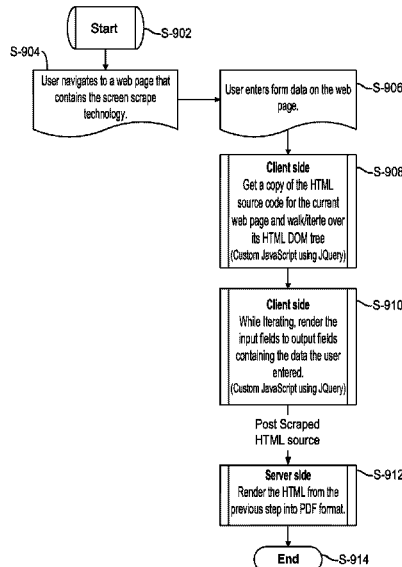 Start
S-902
S-904
User navigates to a web page that
contains the screen scrape
technology.
User enters form data on the web
page.
S-906
Client side
Get a copy of the HTML
source code for the current
web page and walk/iterte over
its HTML DOM tree
(Custom JavaScript using JQuery)
S-908
Client side
While Iterating, render the
input fields to output fields
containing the data the user
entered.
(Custom JavaScript using JQuery)
S-910
Post Scraped
HTML source
Server side
Render the HTML from the
previous step into PDF format.
S-912
End
S-914